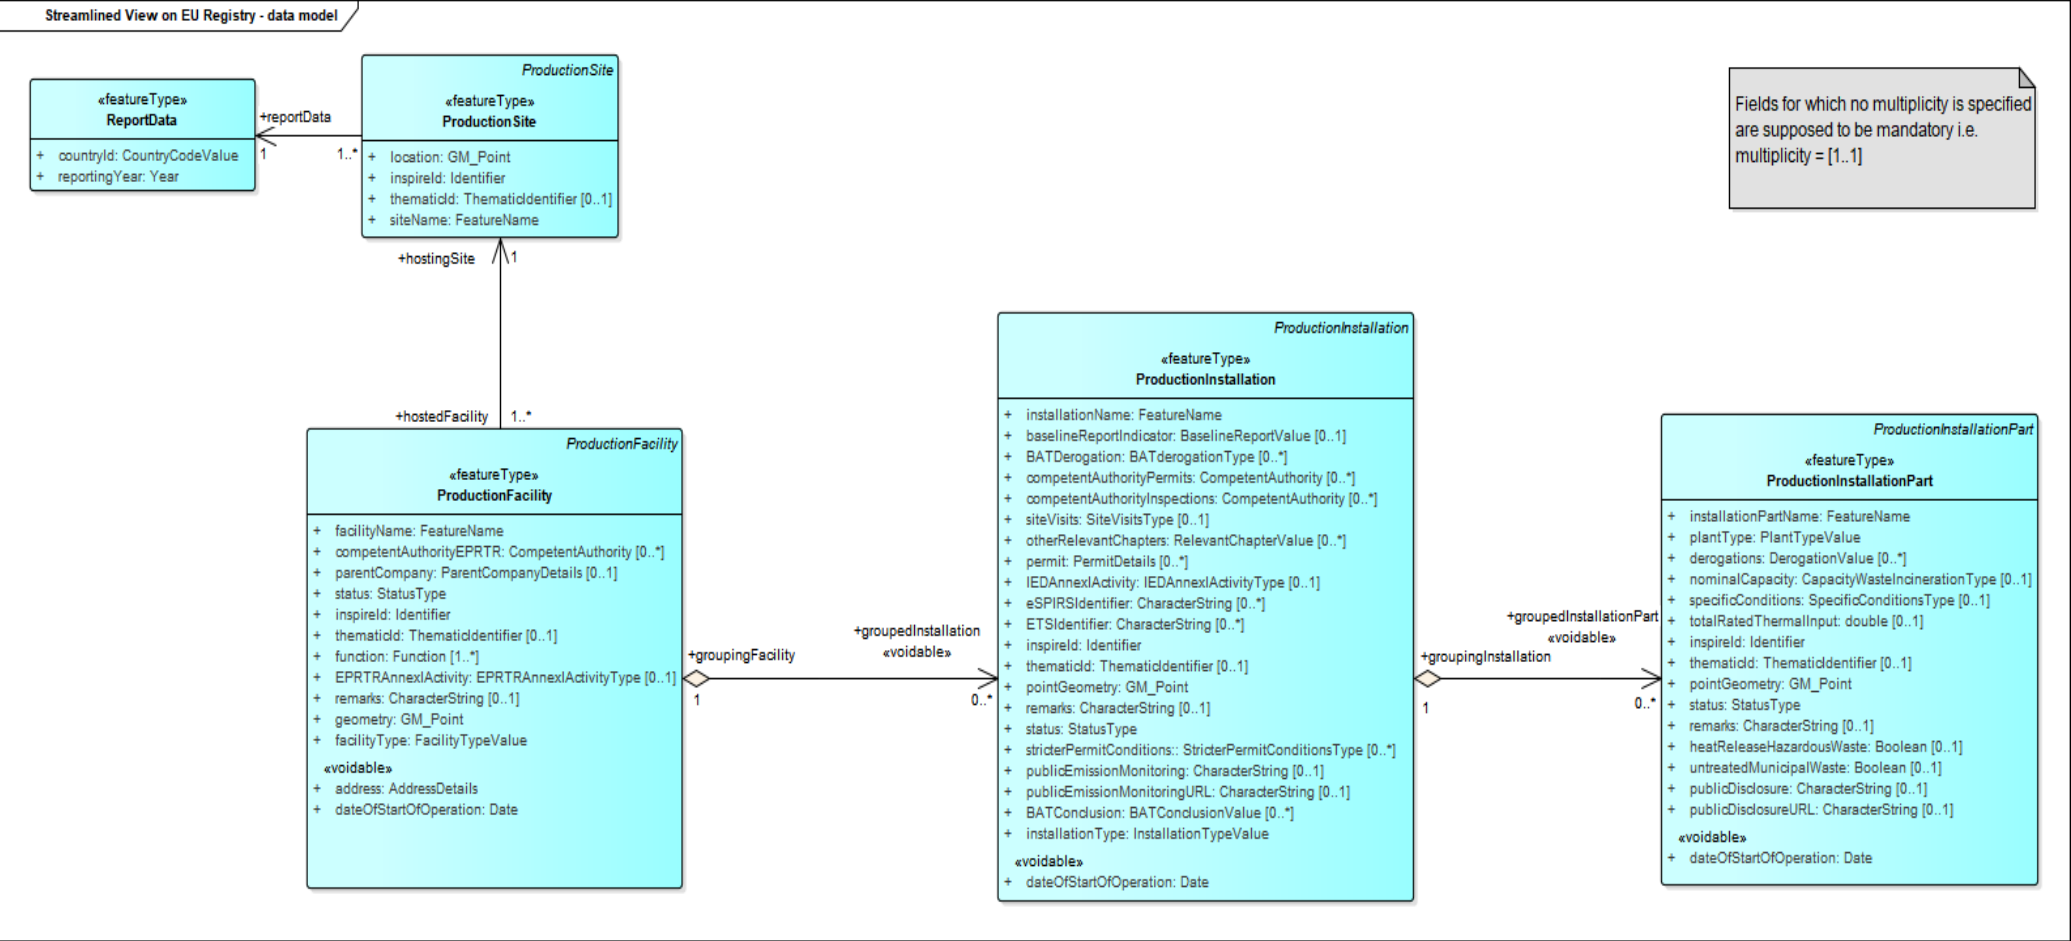 Streamlined View on EU Registry - data model
ProductionSite
«featureType»
ProductionSite
+ location: GM_Point
+ inspireId: Identifier
+ thematicId: ThematicIdentifier [0..1]
+ siteName: FeatureName
«featureType»
ReportData
+ countryId: CountryCodeValue
+ reportingYear: Year
+reportData
1
1..*
Fields for which no multiplicity is specified
are supposed to be mandatory i.e.
multiplicity = [1..1]
+hostingSite
1
+hostedFacility
1..*
ProductionFacility
«featureType»
ProductionFacility
+ facilityName: FeatureName
+ competentAuthorityEPRTR: CompetentAuthority [0..*]
+ parentCompany: ParentCompanyDetails [0..1]
+ status: StatusType
+ inspireId: Identifier
+ thematicId: ThematicIdentifier [0..1]
+ function: Function [1..*]
+ EPRTRAnnexIActivity: EPRTRAnnexIActivityType [0..1]
+ remarks: CharacterString [0..1]
+ geometry: GM_Point
+ facilityType: FacilityTypeValue
«voidable»
+ address: AddressDetails
+ dateOfStartOfOperation: Date
+groupingFacility
1
+groupedInstallation
«voidable»
0..*
ProductionInstallation
«featureType»
ProductionInstallation
+ installationName: FeatureName
+ baselineReportIndicator: BaselineReportValue [0..1]
+ BATDerogation: BATderogationType [0..*]
+ competentAuthorityPermits: CompetentAuthority [0..*]
+ competentAuthorityInspections: CompetentAuthority [0..*]
+ siteVisits: SiteVisitsType [0..1]
+ otherRelevantChapters: RelevantChapterValue [0..*]
+ permit: PermitDetails [0..*]
+ IEDAnnexIActivity: IEDAnnexIActivityType [0..1]
+ eSPIRSIdentifier: CharacterString [0..*]
+ ETSIdentifier: CharacterString [0..*]
+ inspireId: Identifier
+ thematicId: ThematicIdentifier [0..1]
+ pointGeometry: GM_Point
+ remarks: CharacterString [0..1]
+ status: StatusType
+ stricterPermitConditions:: StricterPermitConditionsType [0..*]
+ publicEmissionMonitoring: CharacterString [0..1]
+ publicEmissionMonitoringURL: CharacterString [0..1]
+ BATConclusion: BATConclusionValue [0..*]
+ installationType: InstallationTypeValue
«voidable»
+ dateOfStartOfOperation: Date
+groupingInstallation
1
+groupedInstallationPart
«voidable»
0..*
ProductionInstallationPart
«featureType»
ProductionInstallationPart
+ installationPartName: FeatureName
+ plantType: PlantTypeValue
+ derogations: DerogationValue [0..*]
+ nominalCapacity: CapacityWasteIncinerationType [0..1]
+ specificConditions: SpecificConditionsType [0..1]
+ totalRatedThermalInput: double [0..1]
+ inspireId: Identifier
+ thematicId: ThematicIdentifier [0..1]
+ pointGeometry: GM_Point
+ status: StatusType
+ remarks: CharacterString [0..1]
+ heatReleaseHazardousWaste: Boolean [0..1]
+ untreatedMunicipalWaste: Boolean [0..1]
+ publicDisclosure: CharacterString [0..1]
+ publicDisclosureURL: CharacterString [0..1]
«voidable»
+ dateOfStartOfOperation: Date